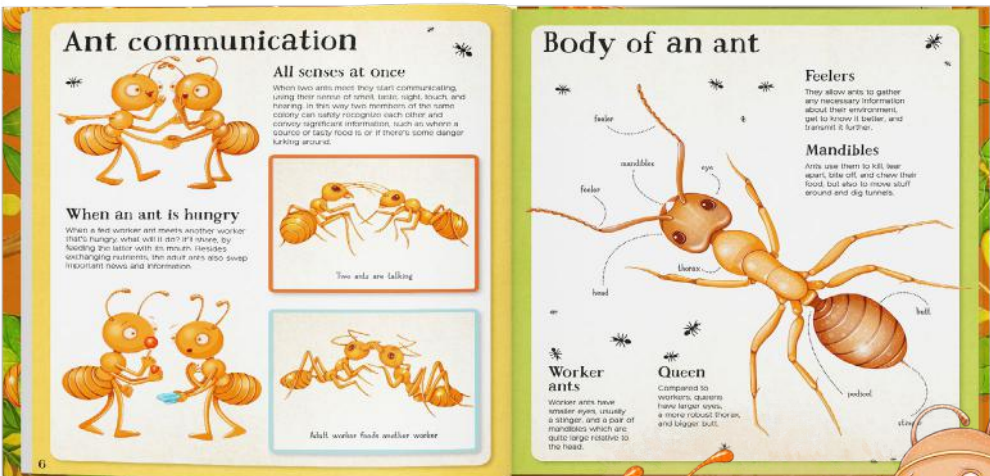 Ant communication
All senses at once
When two ants meet they start communicating,
using their sense of smell, taste, sight, touch, and
hearing. In this way two members of the same
colony can safely recognize each other and
convey significant information, such as where a
source of tasty food is or if there's some danger
lurking around.
Two ants are talking
When an ant is hungry
When a fed worker ant meets another worker
that's hungry, what will it do? It'll share, by
feeding the latter with its mouth. Besides
exchanging nutrients, the adult ants also swap
important news and information.
Adult worker feeds another worker
6
Body of an ant
Feelers
They allow ants to gather
any necessary information
about their environment,
get to know it better, and
transmit it further.
Mandibles
Ants use them to kill, tear
apart, bite off, and chew their
food, but also to move stuff
around and dig tunnels.
feeler
mandibles
eye
feeler
thorax
head
butt
pedicel
Worker
ants
Worker ants have
smaller eyes, usually
a stinger, and a pair of
mandibles which are
quite large relative to
the head.
Queen
Compared to
workers, queens
have larger eyes,
a more robust thorax,
and bigger butt.